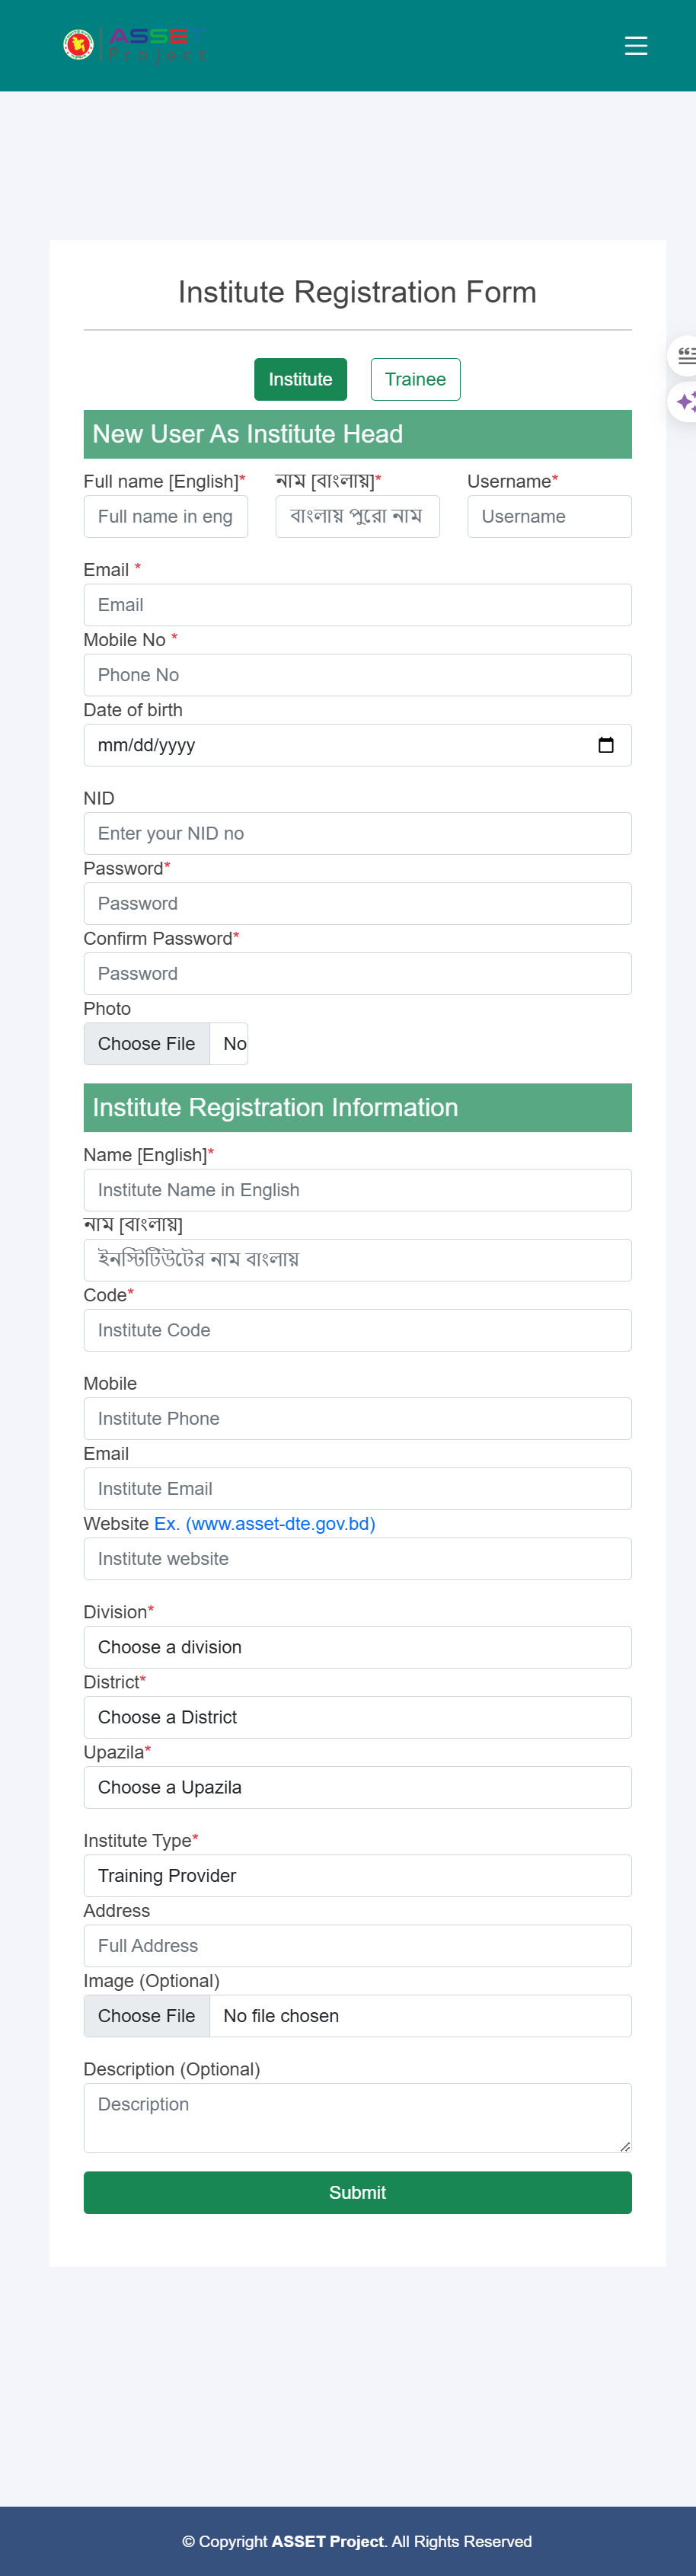 ASSET
Project
Institute Registration Form
Institute Trainee
New User As Institute Head
Full name [English]* নাম [বাংলায়]* Username*
Full name in eng বাংলায় পুরো নাম Username
Email *
Email
Mobile No *
Phone No
Date of birth
mm/dd/yyyy
NID
Enter your NID no
Password*
Password
Confirm Password*
Password
Photo
Choose File No
Institute Registration Information
Name [English]*
Institute Name in English
নাম [বাংলায়]
ইনস্টিটিউটের নাম বাংলায়
Code*
Institute Code
Mobile
Institute Phone
Email
Institute Email
Website Ex. (www.asset-dte.gov.bd)
Institute website
Division*
Choose a division
District*
Choose a District
Upazila*
Choose a Upazila
Institute Type*
Training Provider
Address
Full Address
Image (Optional)
Choose File No file chosen
Description (Optional)
Description
Submit
© Copyright ASSET Project. All Rights Reserved